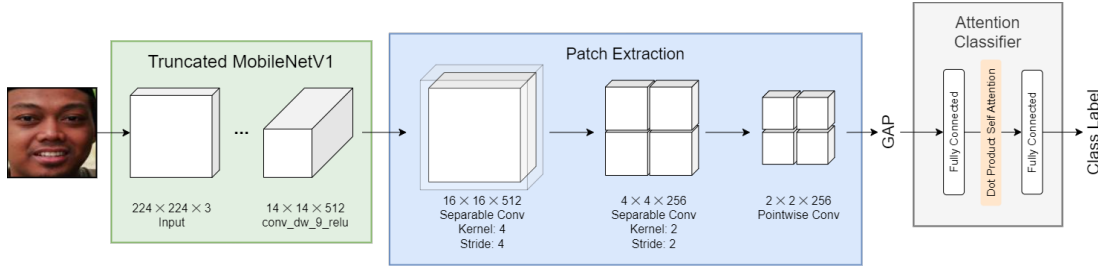 Truncated MobileNetV1
...
224 × 224 × 3
Input
14 × 14 × 512
conv_dw_9_relu
Patch Extraction
16 × 16 × 512
Separable Conv
Kernel: 4
Stride: 4
4 × 4 × 256
Separable Conv
Kernel: 2
Stride: 2
2 × 2 × 256
Pointwise Conv
GAP
Attention
Classifier
Fully Connected
Dot Product Self Attention
Fully Connected
Class Label